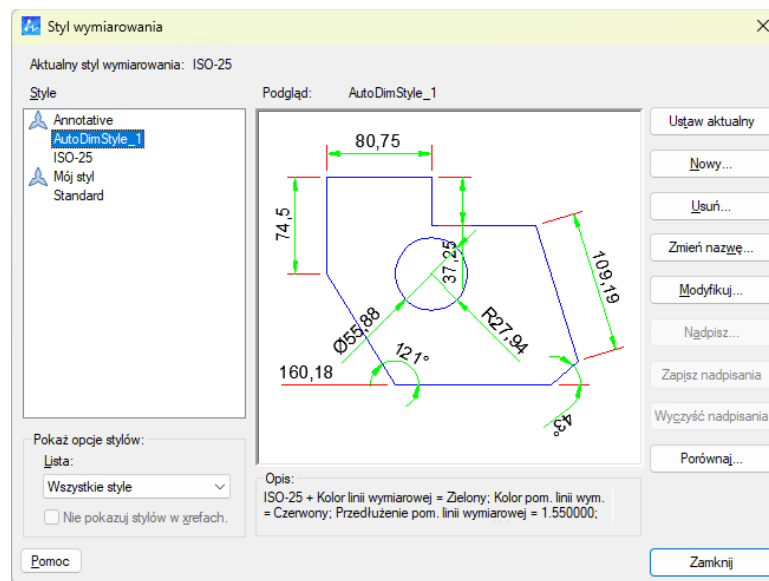 Styl wymiarowania
Aktualny styl wymiarowania: ISO-25
Style
Annotative
AutoDimStyle_1
ISO-25
Mój styl
Standard
Pokaż opcje stylów:
Lista:
Wszystkie style
Nie pokazuj stylów w xrefach.
Pomoc
Podgląd: AutoDimStyle_1
80,75
74,5
37,25
109,19
Ø55,88
R27,94
121°
160,18
43°
Opis:
ISO-25 + Kolor linii wymiarowej = Zielony; Kolor pom. linii wym.
= Czerwony; Przedłużenie pom. linii wymiarowej = 1.550000;
Ustaw aktualny
Nowy...
Usuń...
Zmień nazwę...
Modyfikuj...
Nadpisz...
Zapisz nadpisania
Wyczyść nadpisania
Porównaj...
Zamknij